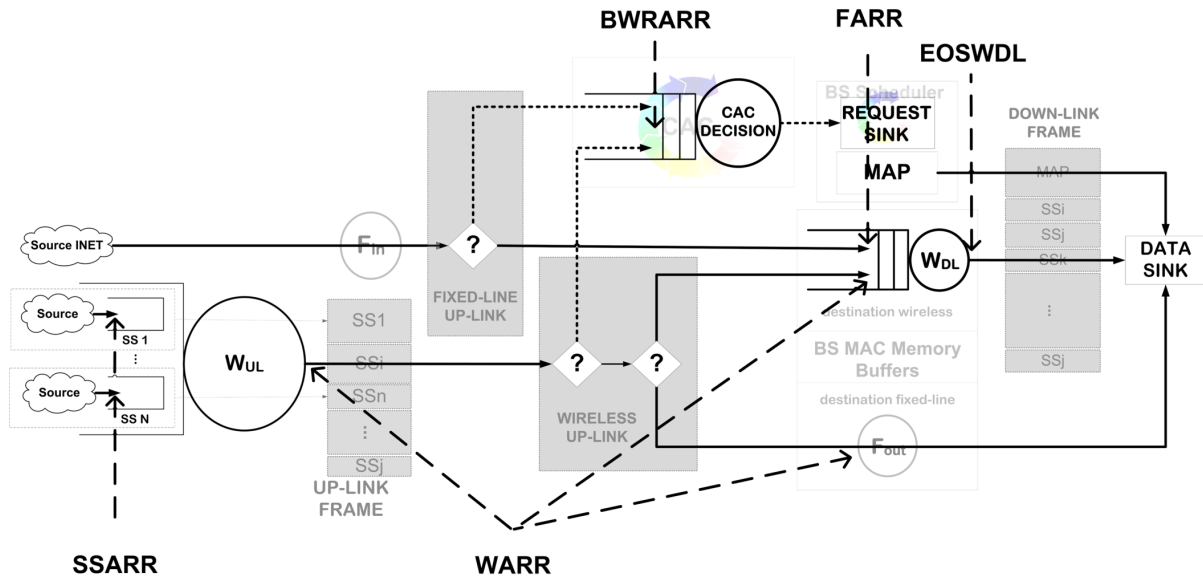 BWRARR
FARR
EOSWDL
BS Scheduler
CAC
CAC
DECISION
REQUEST
SINK
MAP
DOWN-LINK
FRAME
MAP
SSi
SSj
SSk
⋮
SSj
Source INET
Fin
?
FIXED-LINE
UP-LINK
WDL
DATA
SINK
destination wireless
BS MAC Memory
Buffers
destination fixed-line
Fout
Source
SS 1
...
Source
SS N
WUL
SS1
SSi
SSn
⋮
SSj
UP-LINK
FRAME
?
?
WIRELESS
UP-LINK
SSARR
WARR